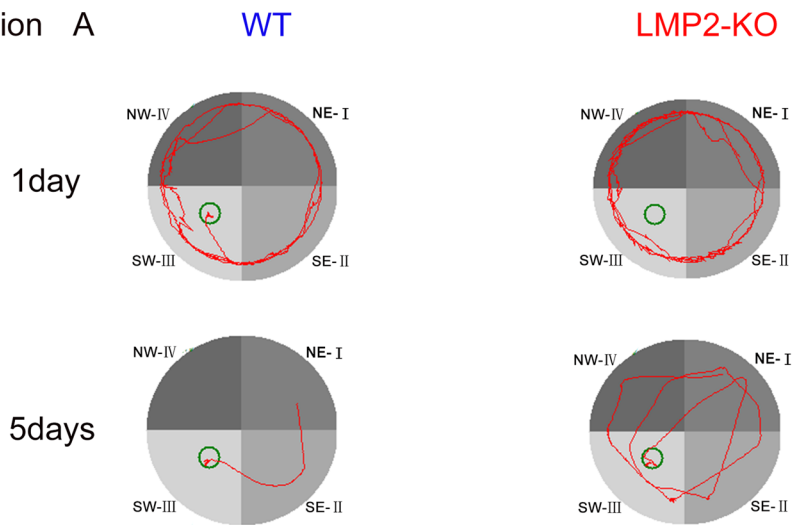 ion A WT LMP2-KO
NW-Ⅳ NE-Ⅰ NW-Ⅳ NE-Ⅰ
1day
SW-Ⅲ SE-Ⅱ SW-Ⅲ SE-Ⅱ
NW-Ⅳ NE-Ⅰ NW-Ⅳ NE-Ⅰ
5days
SW-Ⅲ SE-Ⅱ SW-Ⅲ SE-Ⅱ